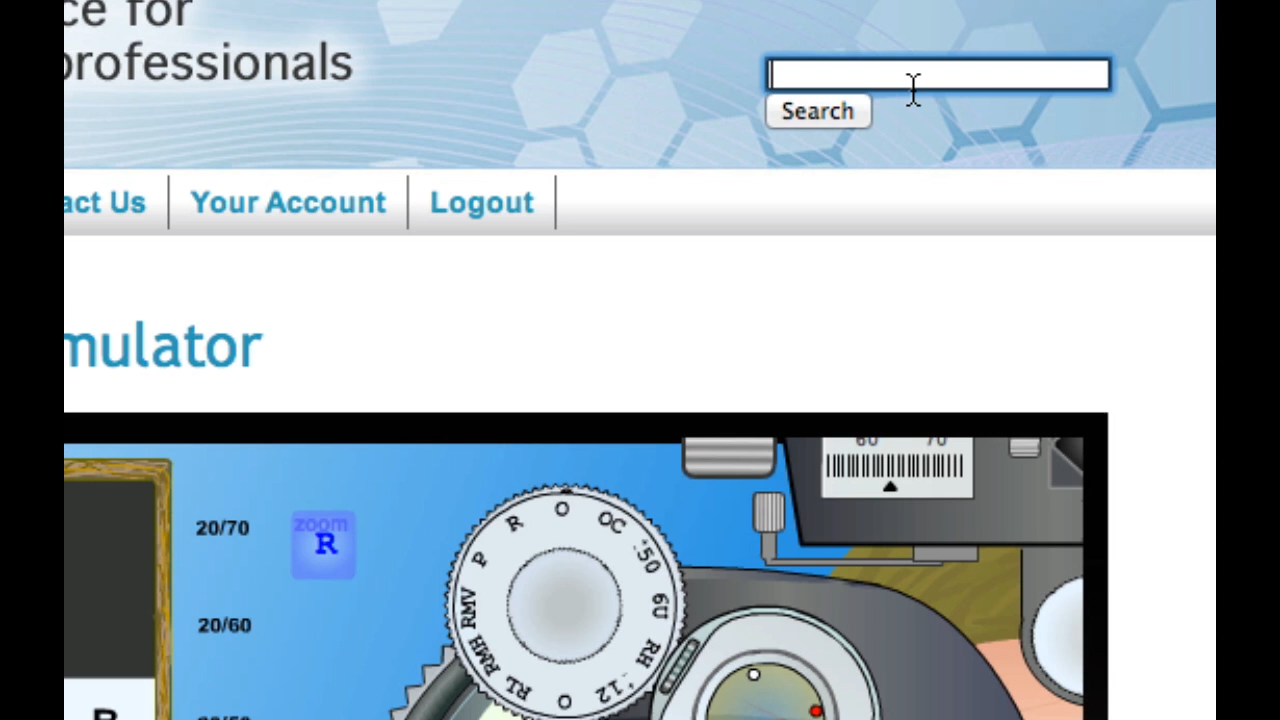 ce for
professionals
Search
act Us
Your Account
Logout
mulator
60 70
20/70
zoom
R
20/60
O
OC
+.50
6U
RH
+.12
O
RL
RMH
RMV
P
R